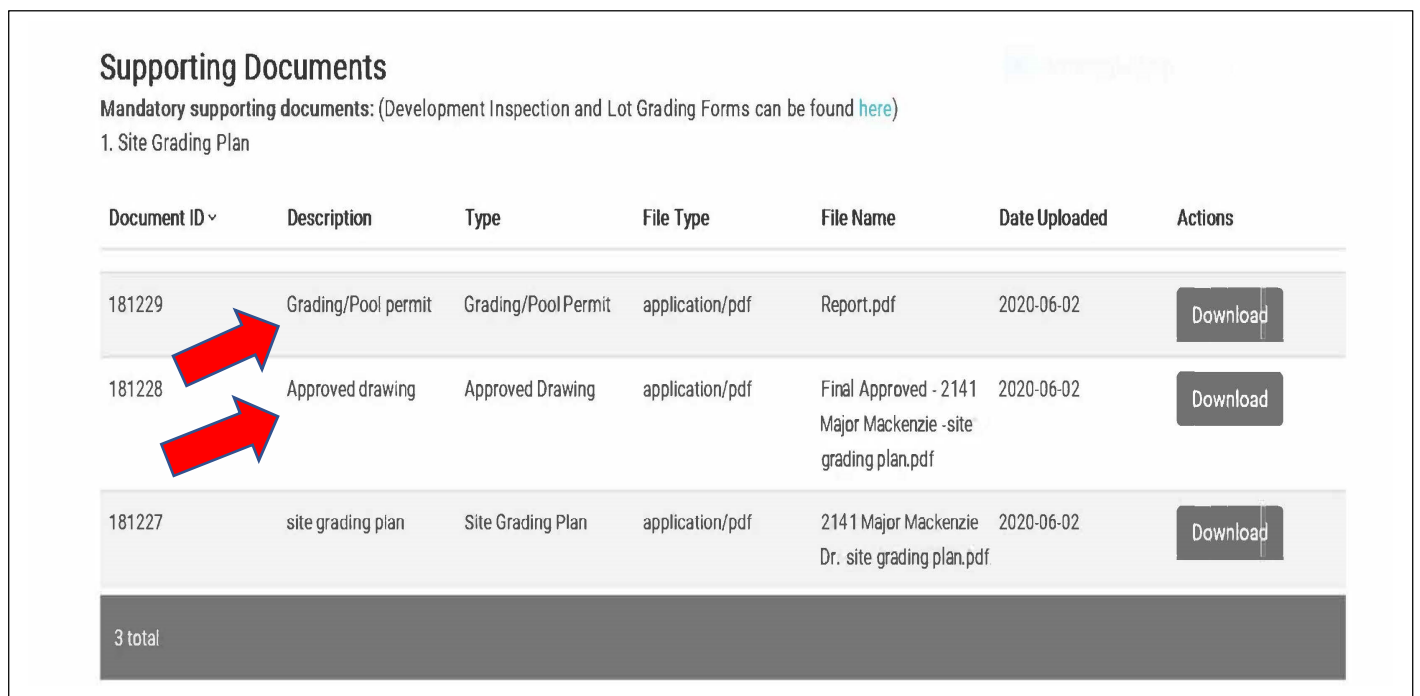 Supporting Documents
Mandatory supporting documents: (Development Inspection and Lot Grading Forms can be found here)
1. Site Grading Plan
Document ID Description Type File Type File Name Date Uploaded Actions
181229 Grading/Pool permit Grading/Pool Permit application/pdf Report.pdf 2020-06-02 Download
181228 Approved drawing Approved Drawing application/pdf Final Approved - 2141 2020-06-02 Download
Major Mackenzie -site
grading plan.pdf
181227 site grading plan Site Grading Plan application/pdf 2141 Major Mackenzie 2020-06-02 Download
Dr. site grading plan.pdf
3 total